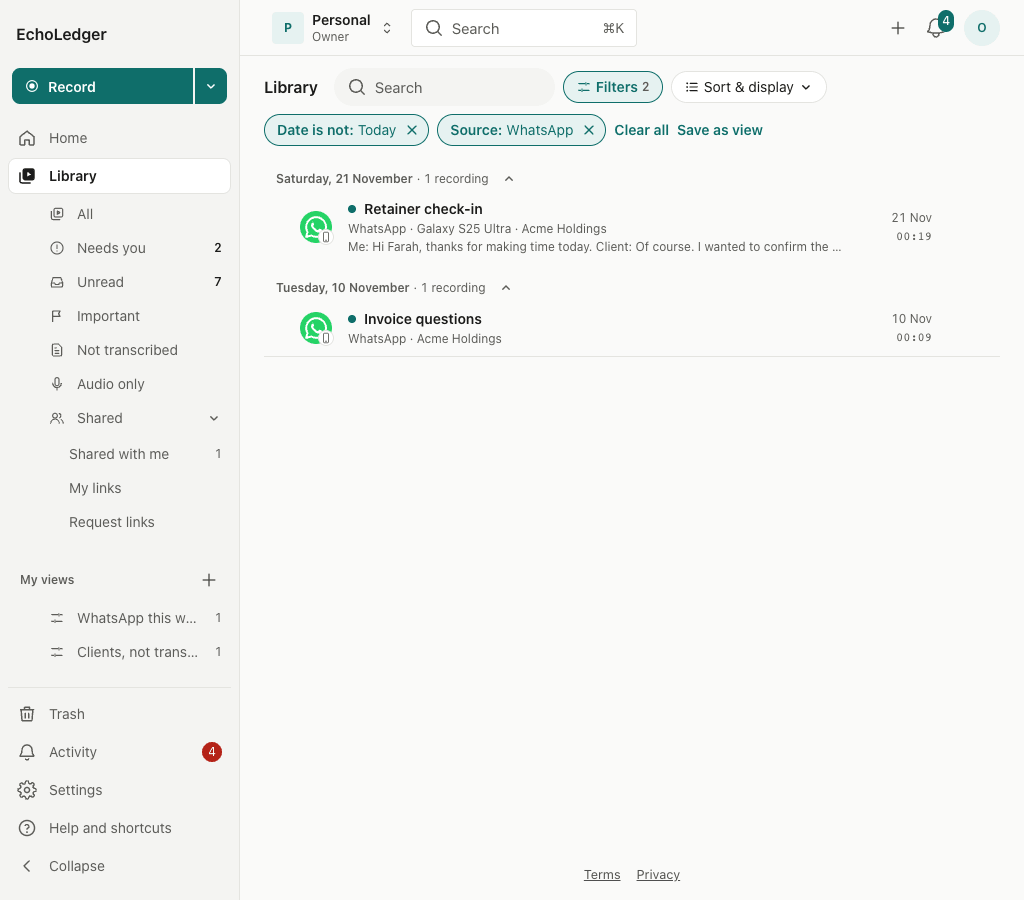 EchoLedger
Record
Home
Library
All
Needs you 2
Unread 7
Important
Not transcribed
Audio only
Shared
Shared with me 1
My links
Request links
My views
WhatsApp this w... 1
Clients, not trans... 1
Trash
Activity 4
Settings
Help and shortcuts
Collapse
P
Personal
Owner
Search ⌘K
4
O
Library
Search
Filters 2
Sort & display
Date is not: Today
Source: WhatsApp
Clear all
Save as view
Saturday, 21 November · 1 recording
Retainer check-in
WhatsApp · Galaxy S25 Ultra · Acme Holdings
Me: Hi Farah, thanks for making time today. Client: Of course. I wanted to confirm the ...
21 Nov
00:19
Tuesday, 10 November · 1 recording
Invoice questions
WhatsApp · Acme Holdings
10 Nov
00:09
Terms
Privacy